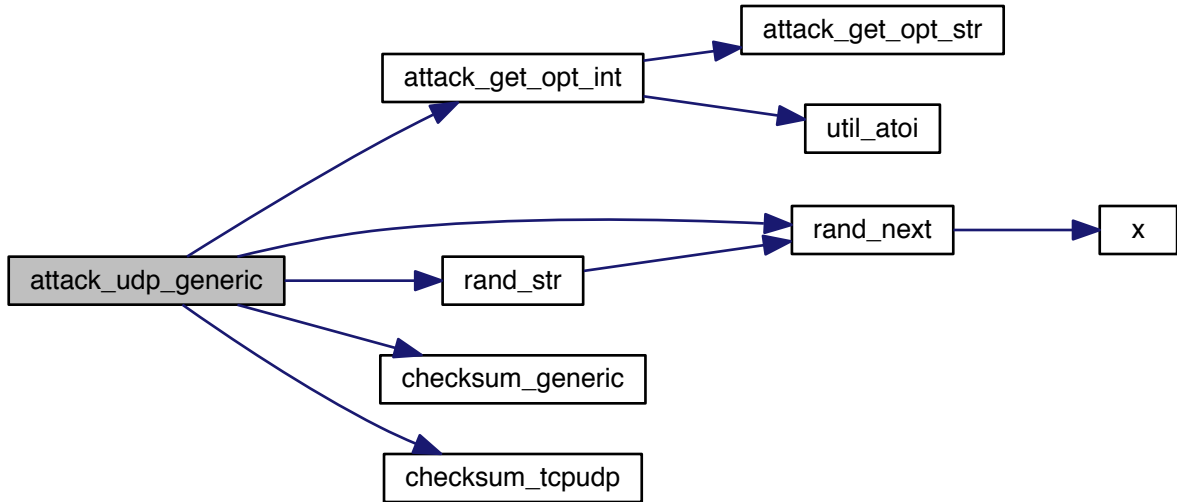 attack_get_opt_str
attack_get_opt_int
util_atoi
rand_next
x
attack_udp_generic
rand_str
checksum_generic
checksum_tcpudp